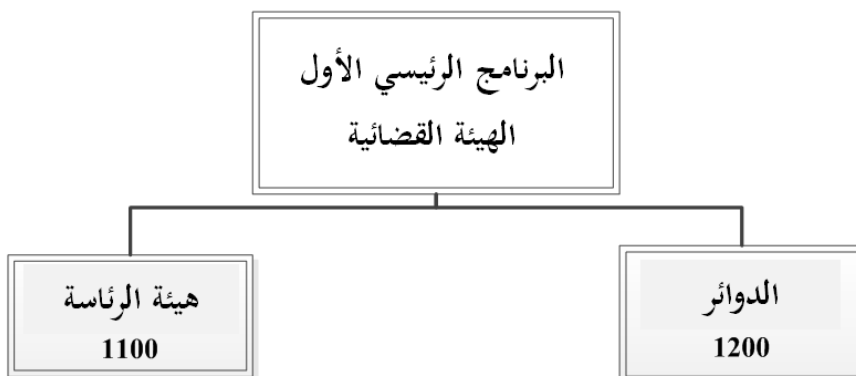 البرنامج الرئيسي الأول
الهيئة القضائية
الدوائر
1200
هيئة الرئاسة
1100